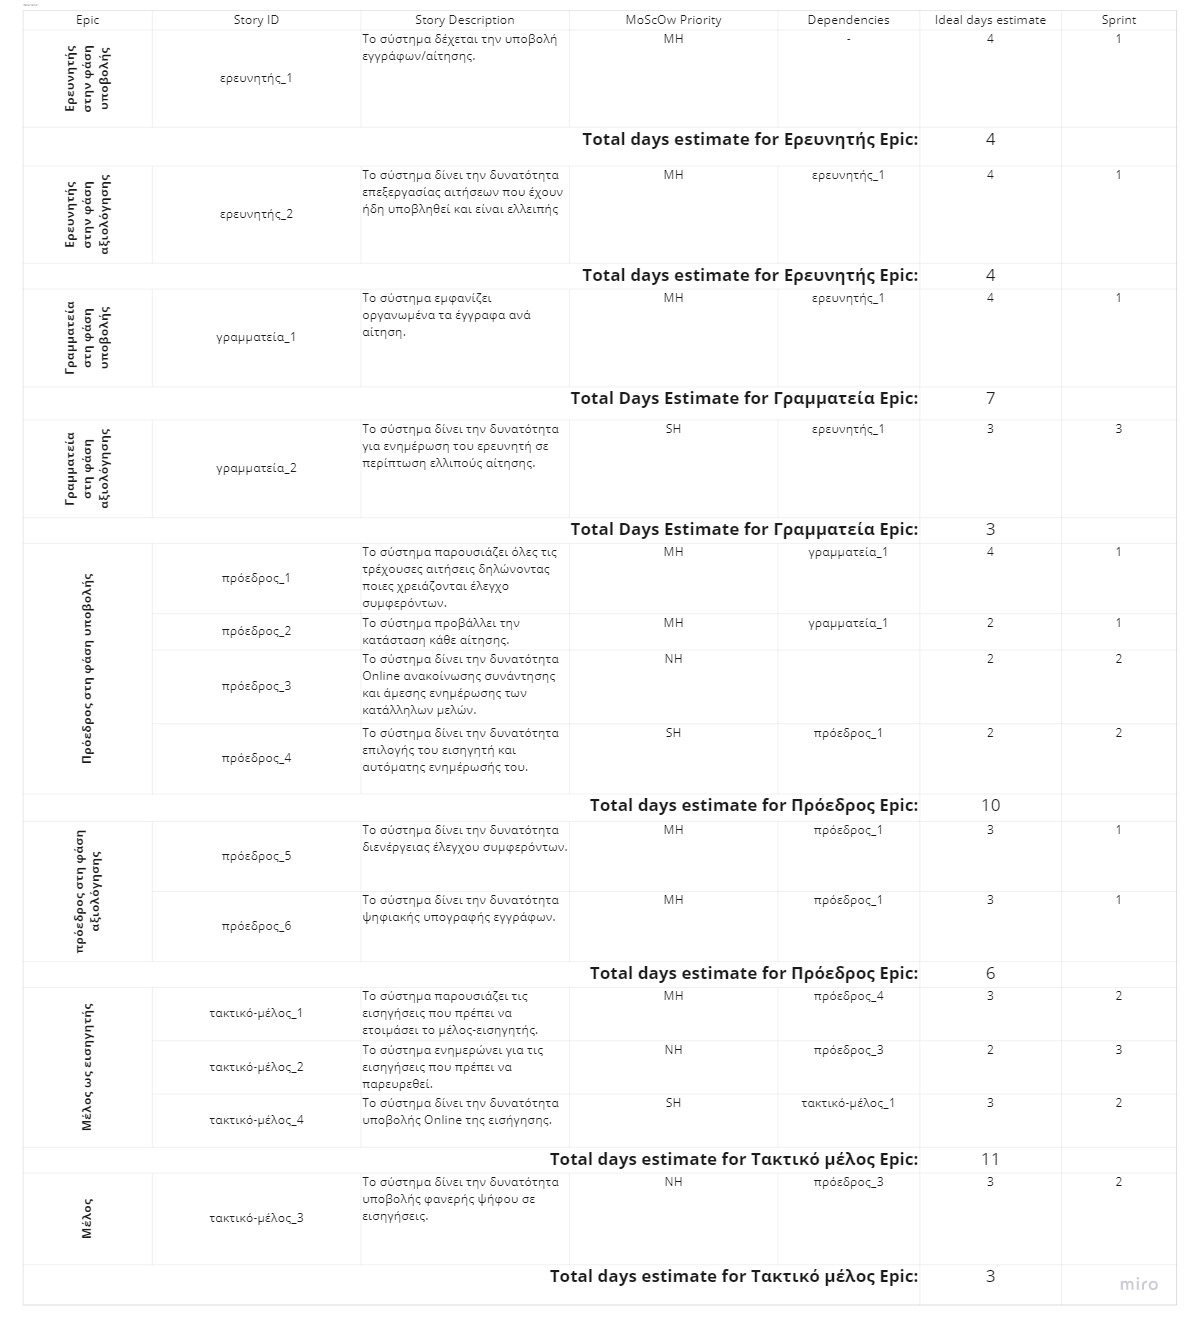 Epic Story ID Story Description MoScOw Priority Dependencies Ideal days estimate Sprint
Ερευνητής
στην φάση
υποβολής
ερευνητής_1
Το σύστημα δέχεται την υποβολή
εγγράφων/αίτησης.
MH - 4 1
Total days estimate for Ερευνητής Epic: 4
Ερευνητής
στην φάση
αξιολόγησης
ερευνητής_2
Το σύστημα δίνει την δυνατότητα
επεξεργασίας αιτήσεων που έχουν
ήδη υποβληθεί και είναι ελλειπής
MH ερευνητής_1 4 1
Total days estimate for Ερευνητής Epic: 4
Γραμματεία
στη φάση
υποβολής
γραμματεία_1
Το σύστημα εμφανίζει
οργανωμένα τα έγγραφα ανά
αίτηση.
MH ερευνητής_1 4 1
Total Days Estimate for Γραμματεία Epic: 7
Γραμματεία
στη φάση
αξιολόγησης
γραμματεία_2
Το σύστημα δίνει την δυνατότητα
για ενημέρωση του ερευνητή σε
περίπτωση ελλιπούς αίτησης.
SH ερευνητής_1 3 3
Total Days Estimate for Γραμματεία Epic: 3
Πρόεδρος στη φάση υποβολής
πρόεδρος_1
Το σύστημα παρουσιάζει όλες τις
τρέχουσες αιτήσεις δηλώνοντας
ποιες χρειάζονται έλεγχο
συμφερόντων.
MH γραμματεία_1 4 1
πρόεδρος_2
Το σύστημα προβάλλει την
κατάσταση κάθε αίτησης.
MH γραμματεία_1 2 1
πρόεδρος_3
Το σύστημα δίνει την δυνατότητα
Online ανακοίνωσης συνάντησης
και άμεσης ενημέρωσης των
κατάλληλων μελών.
NH 2 2
πρόεδρος_4
Το σύστημα δίνει την δυνατότητα
επιλογής του εισηγητή και
αυτόματης ενημέρωσής του.
SH πρόεδρος_1 2 2
Total days estimate for Πρόεδρος Epic: 10
πρόεδρος στη φάση
αξιολόγησης
πρόεδρος_5
Το σύστημα δίνει την δυνατότητα
διενέργειας έλεγχου συμφερόντων.
MH πρόεδρος_1 3 1
πρόεδρος_6
Το σύστημα δίνει την δυνατότητα
ψηφιακής υπογραφής εγγράφων.
MH πρόεδρος_1 3 1
Total days estimate for Πρόεδρος Epic: 6
Μέλος ως εισηγητής
τακτικό-μέλος_1
Το σύστημα παρουσιάζει τις
εισηγήσεις που πρέπει να
ετοιμάσει το μέλος-εισηγητής.
MH πρόεδρος_4 3 2
τακτικό-μέλος_2
Το σύστημα ενημερώνει για τις
εισηγήσεις που πρέπει να
παρευρεθεί.
NH πρόεδρος_3 2 3
τακτικό-μέλος_4
Το σύστημα δίνει την δυνατότητα
υποβολής Online της εισήγησης.
SH τακτικό-μέλος_1 3 2
Total days estimate for Τακτικό μέλος Epic: 11
Μέλος
τακτικό-μέλος_3
Το σύστημα δίνει την δυνατότητα
υποβολής φανερής ψήφου σε
εισηγήσεις.
NH πρόεδρος_3 3 2
Total days estimate for Τακτικό μέλος Epic: 3
miro